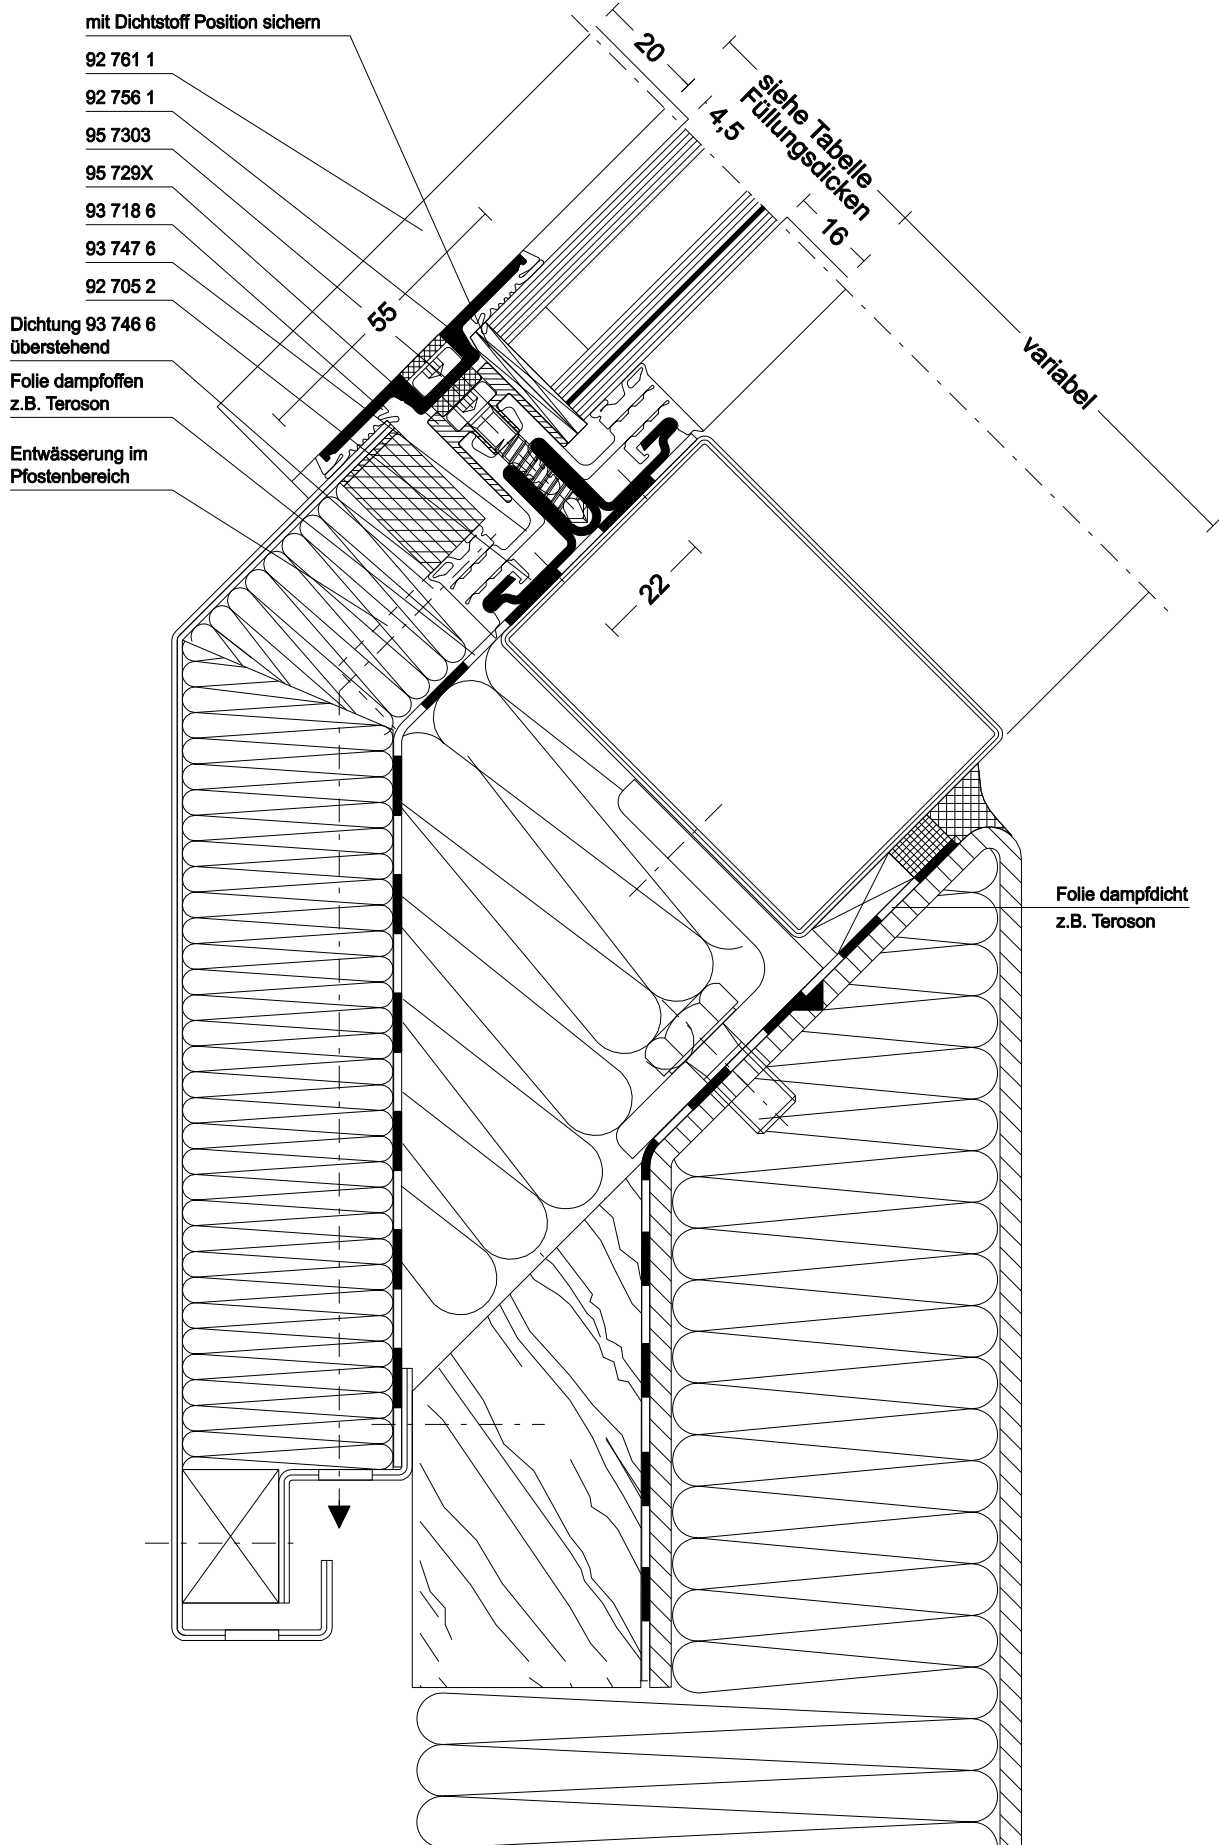 mit Dichtstoff Position sichern
92 761 1
92 756 1
95 7303
95 729X
93 718 6
93 747 6
92 705 2
Dichtung 93 746 6
überstehend
Folie dampfoffen
z.B. Teroson
Entwässerung im
Pfostenbereich
20
4,5
siehe Tabelle
Füllungsdicken
16
variabel
55
22
Folie dampfdicht
z.B. Teroson